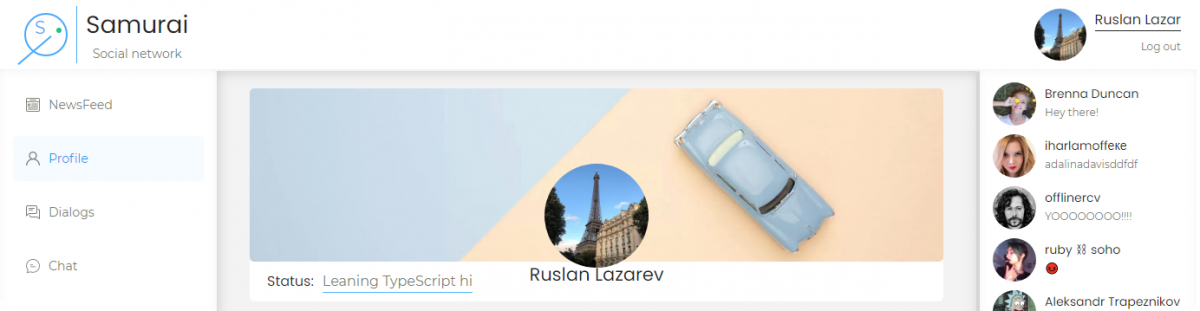 S
Samurai
Social network
Ruslan Lazar
Log out
NewsFeed
Profile
Dialogs
Chat
Status: Leaning TypeScript hi
Ruslan Lazarev
Brenna Duncan
Hey there!
iharlamoffeкe
adalinadavisddfdf
offlinercv
YOOOOOOOO!!!!
ruby ⛓ soho
😡
Aleksandr Trapeznikov